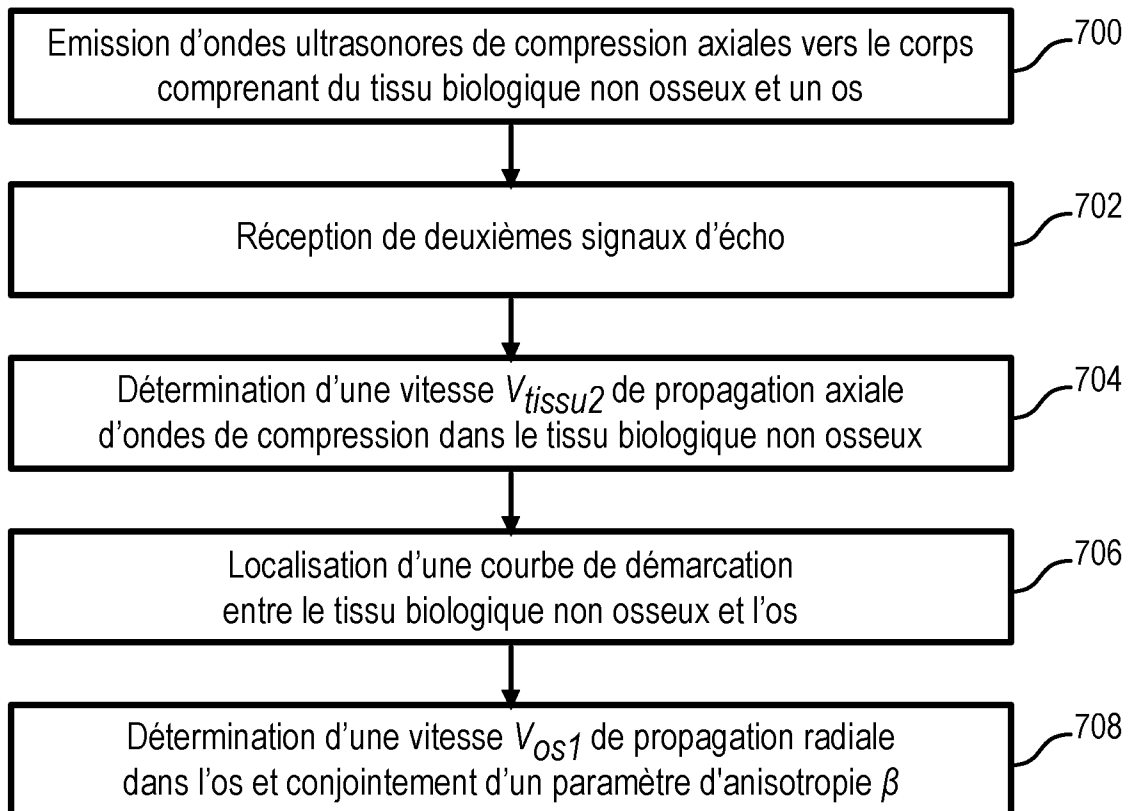 Emission d'ondes ultrasonores de compression axiales vers le corps
comprenant du tissu biologique non osseux et un os
700
Réception de deuxièmes signaux d'écho
702
Détermination d'une vitesse Vtissu2 de propagation axiale
d'ondes de compression dans le tissu biologique non osseux
704
Localisation d'une courbe de démarcation
entre le tissu biologique non osseux et l'os
706
Détermination d'une vitesse Vos1 de propagation radiale
dans l'os et conjointement d'un paramètre d'anisotropie β
708